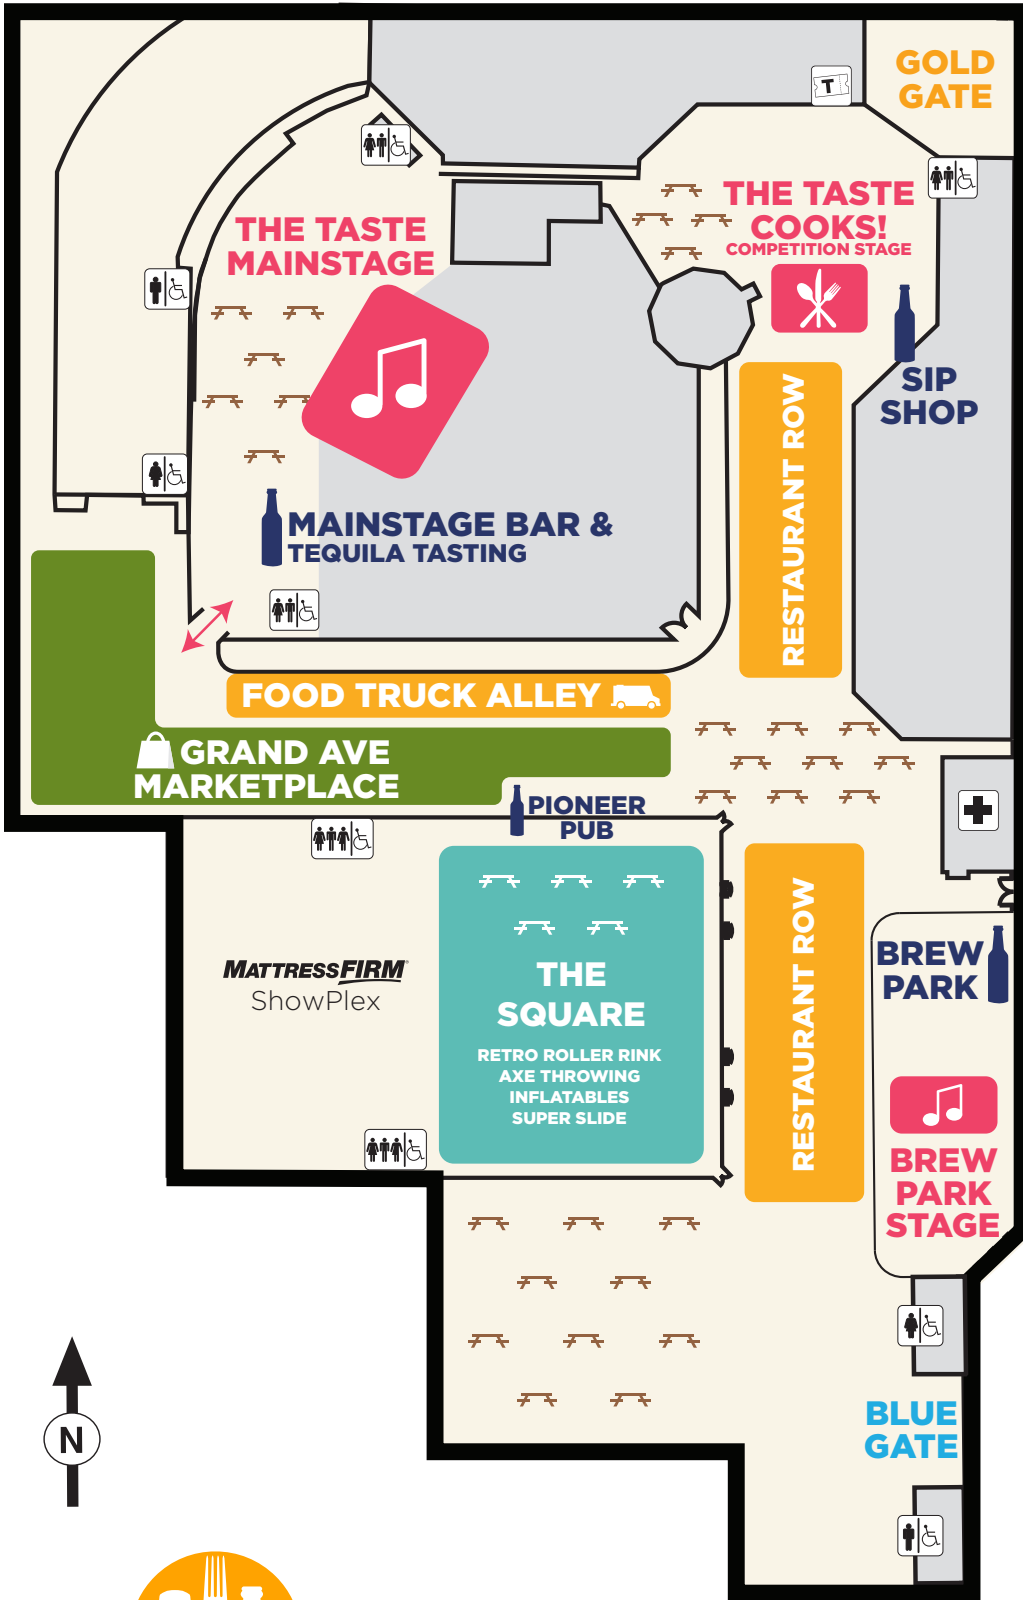 GOLD
GATE
T
THE TASTE
COOKS!
COMPETITION STAGE
THE TASTE
MAINSTAGE
SIP
SHOP
RESTAURANT ROW
MAINSTAGE BAR &
TEQUILA TASTING
FOOD TRUCK ALLEY
GRAND AVE
MARKETPLACE
PIONEER
PUB
MATTRESSFIRM
ShowPlex
THE
SQUARE
RETRO ROLLER RINK
AXE THROWING
INFLATABLES
SUPER SLIDE
RESTAURANT ROW
BREW
PARK
BREW
PARK
STAGE
BLUE
GATE
N